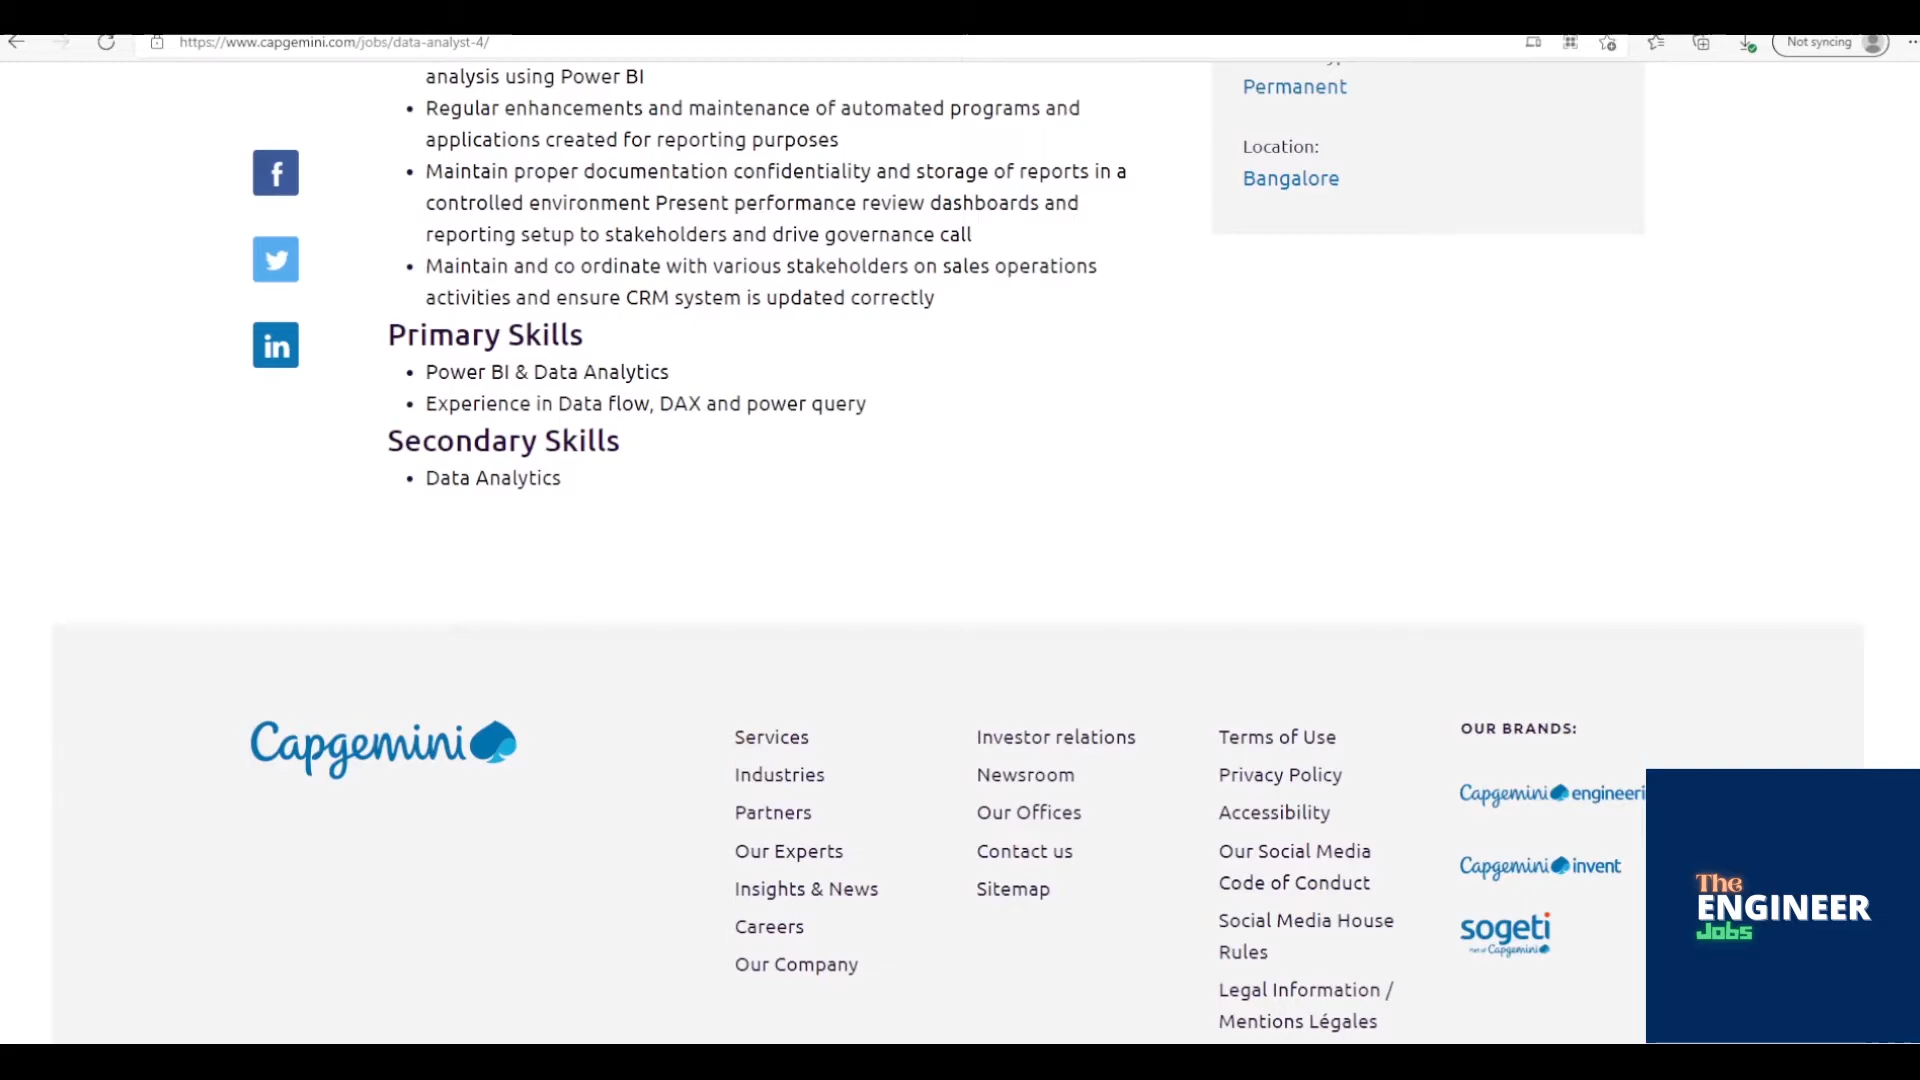 https://www.capgemini.com/jobs/data-analyst-4/
Not syncing
analysis using Power BI
• Regular enhancements and maintenance of automated programs and
applications created for reporting purposes
• Maintain proper documentation confidentiality and storage of reports in a
controlled environment Present performance review dashboards and
reporting setup to stakeholders and drive governance call
• Maintain and co ordinate with various stakeholders on sales operations
activities and ensure CRM system is updated correctly
Primary Skills
• Power BI & Data Analytics
• Experience in Data flow, DAX and power query
Secondary Skills
• Data Analytics
Permanent
Location:
Bangalore
f
in
Capgemini
Services
Industries
Partners
Our Experts
Insights & News
Careers
Our Company
Investor relations
Newsroom
Our Offices
Contact us
Sitemap
Terms of Use
Privacy Policy
Accessibility
Our Social Media
Code of Conduct
Social Media House
Rules
Legal Information /
Mentions Légales
OUR BRANDS:
Capgemini engineeri
Capgemini invent
sogeti
Part of Capgemini
The
ENGINEER
Jobs